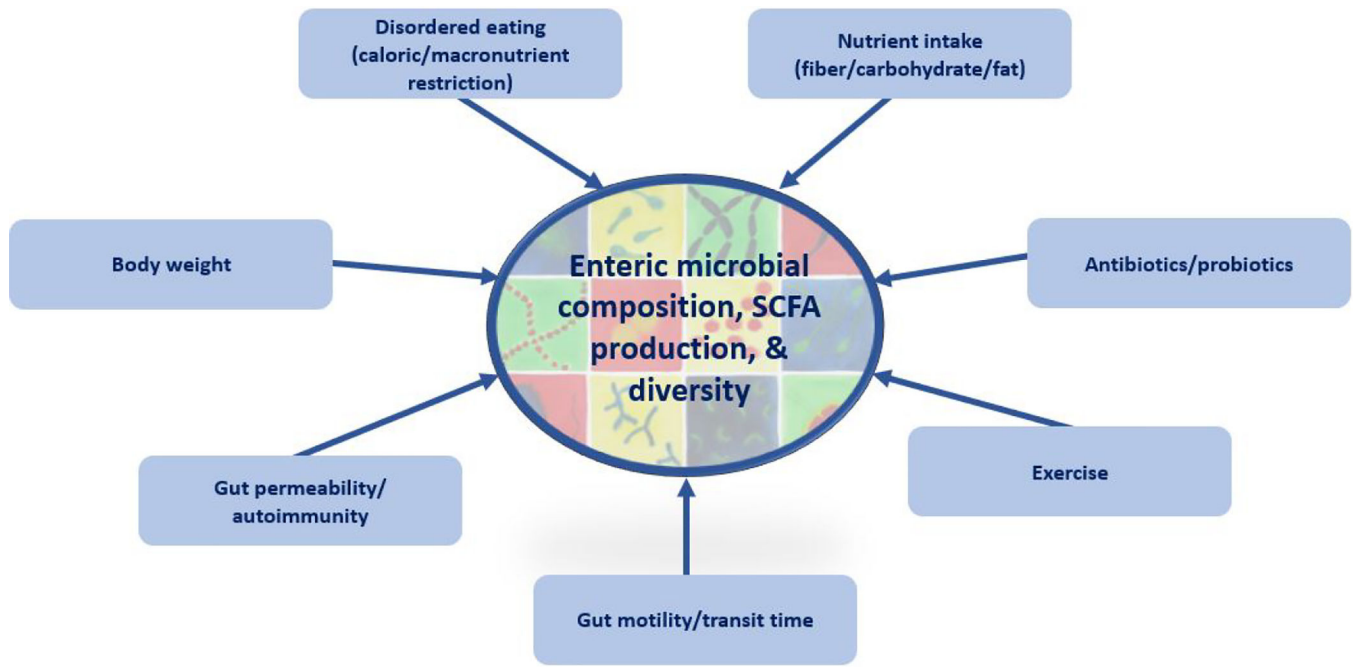 Disordered eating
(caloric/macronutrient
restriction)
Nutrient intake
(fiber/carbohydrate/fat)
Body weight
Enteric microbial
composition, SCFA
production, &
diversity
Antibiotics/probiotics
Gut permeability/
autoimmunity
Exercise
Gut motility/transit time